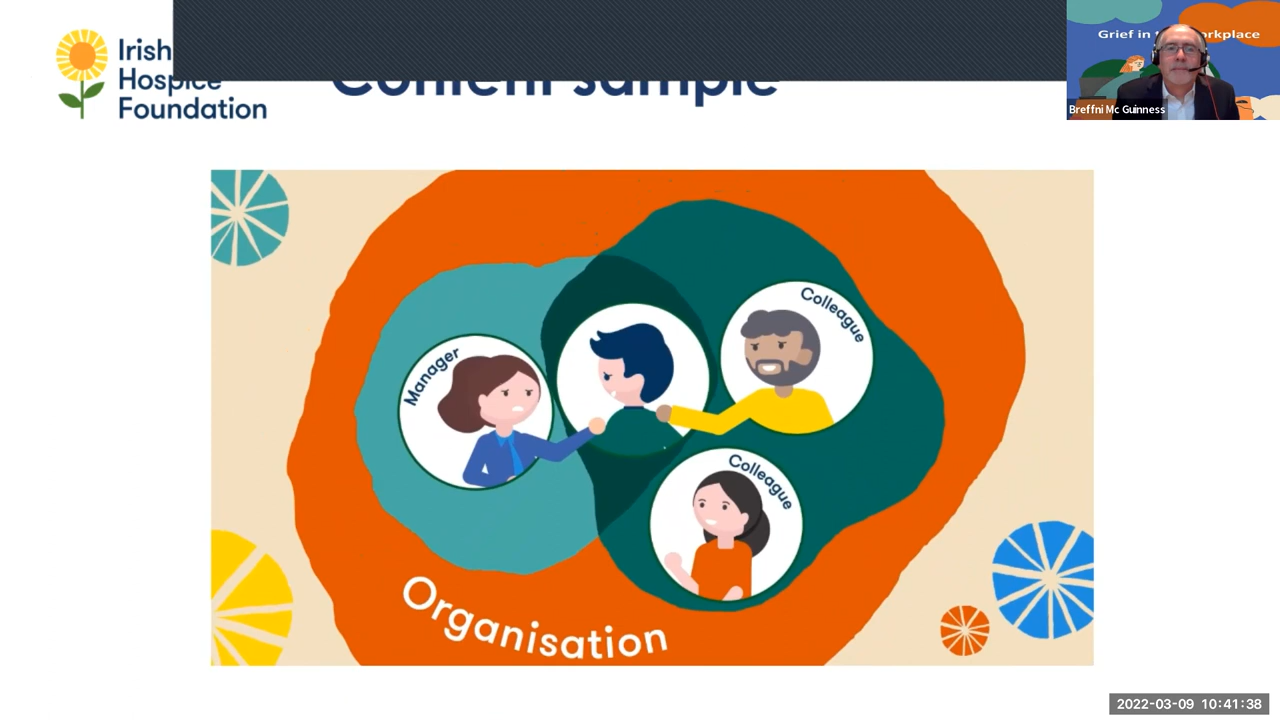 Irish
Hospice
Foundation
Content sample
Grief in
rkplace
Breffni Mc Guinness
Manager
Colleague
Colleague
Organisation
2022-03-09 10:41:38